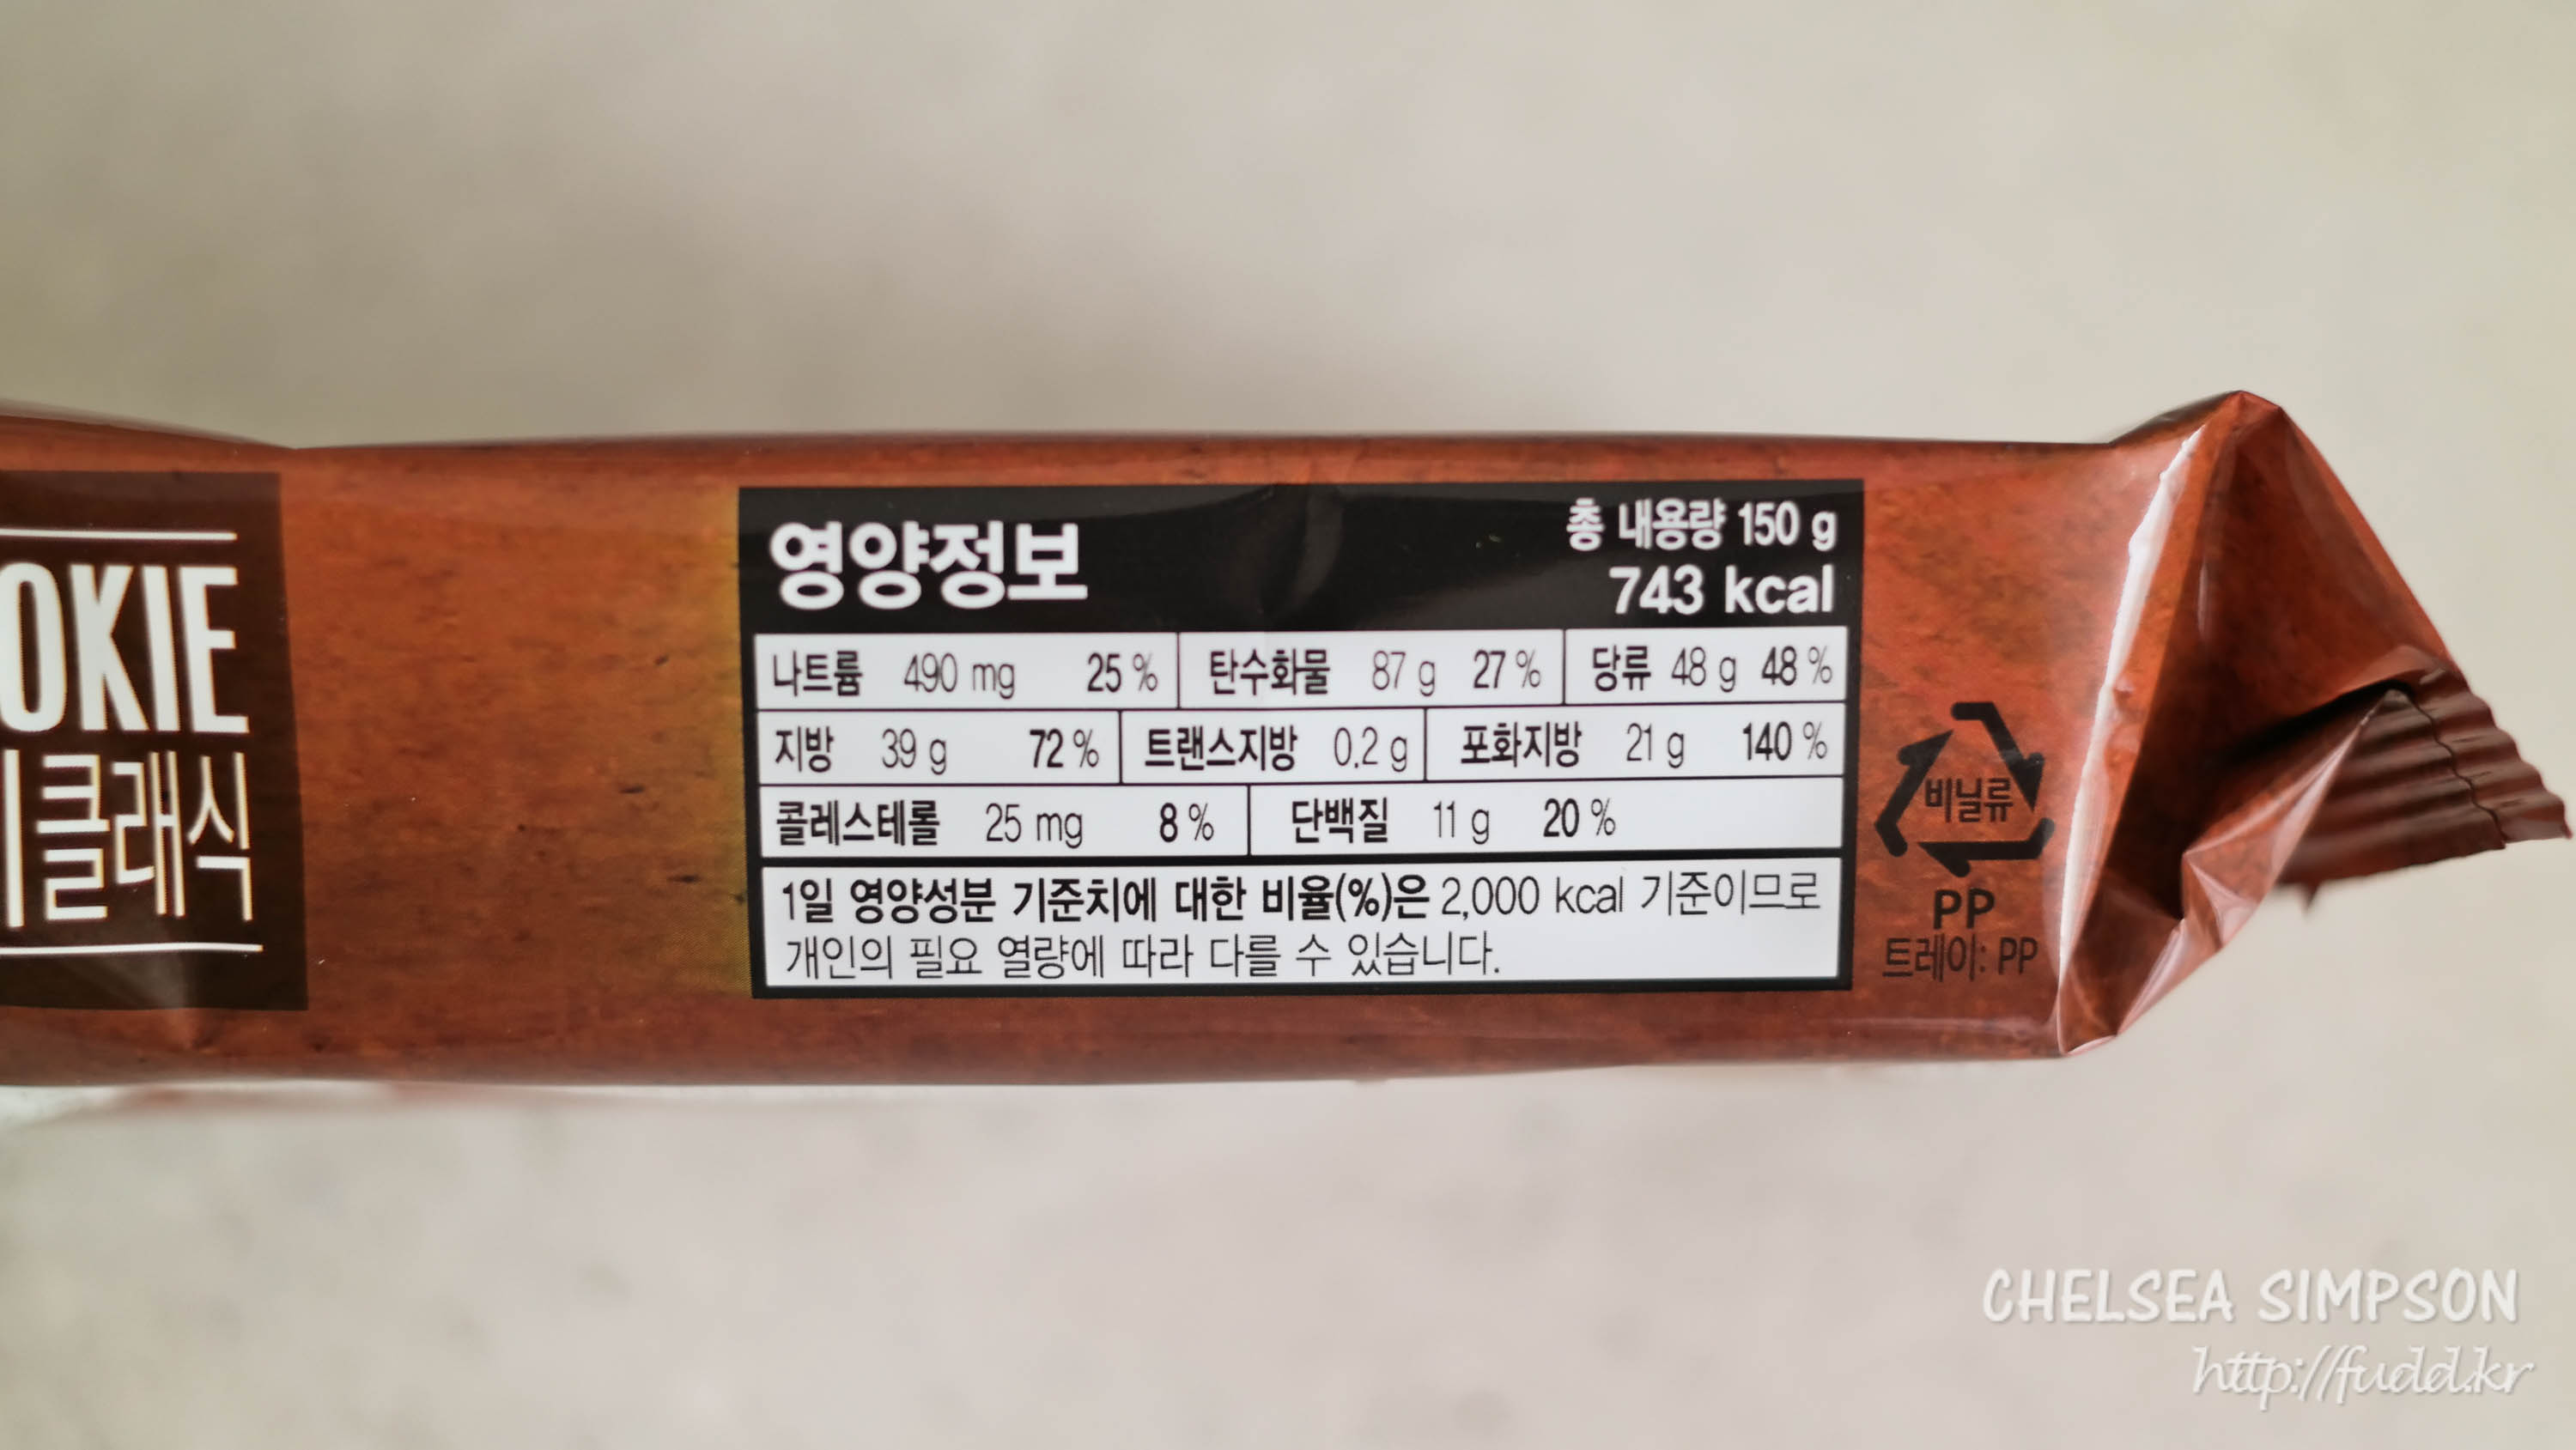 OKIE
클래식
영양정보
총 내용량 150 g
743 kcal
나트륨 490 mg 25 % 탄수화물 87 g 27 % 당류 48 g 48 %
지방 39 g 72 % 트랜스지방 0.2 g 포화지방 21 g 140 %
콜레스테롤 25 mg 8 % 단백질 11 g 20 %
1일 영양성분 기준치에 대한 비율(%)은 2,000 kcal 기준이므로
개인의 필요 열량에 따라 다를 수 있습니다.
비닐류
PP
트레이: PP
CHELSEA SIMPSON
http://fudd.kr